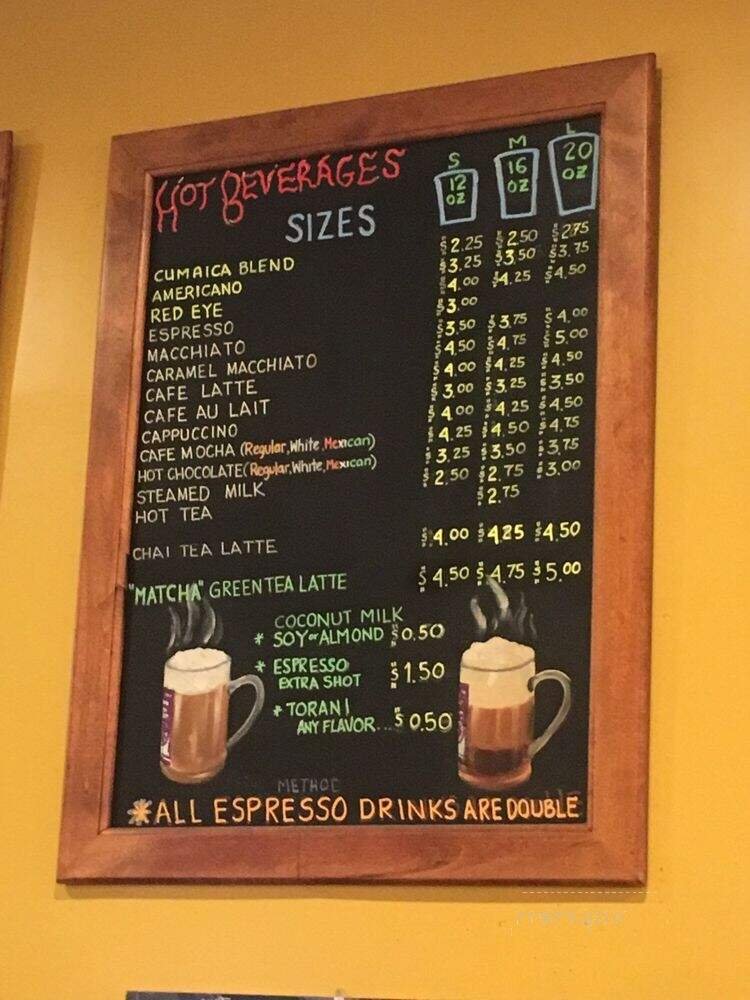 HOT BEVERAGES S M L
SIZES 12 OZ 16 OZ 20 OZ
CUMAICA BLEND $2.25 $2.50 $2.75
AMERICANO $3.25 $3.50 $3.75
RED EYE $4.00 $4.25 $4.50
ESPRESSO $3.00
MACCHIATO $3.50 $3.75 $4.00
CARAMEL MACCHIATO $4.50 $4.75 $5.00
CAFE LATTE $4.00 $4.25 $4.50
CAFE AU LAIT $3.00 $3.25 $3.50
CAPPUCCINO $4.00 $4.25 $4.50
CAFE MOCHA (Regular, White, Mexican) $4.25 $4.50 $4.75
HOT CHOCOLATE (Regular, White, Mexican) $3.25 $3.50 $3.75
STEAMED MILK $2.50 $2.75 $3.00
HOT TEA $2.75
CHAI TEA LATTE $4.00 $4.25 $4.50
"MATCHA" GREEN TEA LATTE $4.50 $4.75 $5.00
COCONUT MILK
* SOY or ALMOND $0.50
* ESPRESSO
EXTRA SHOT $1.50
* TORANI
ANY FLAVOR... $0.50
METHOD
*ALL ESPRESSO DRINKS ARE DOUBLE